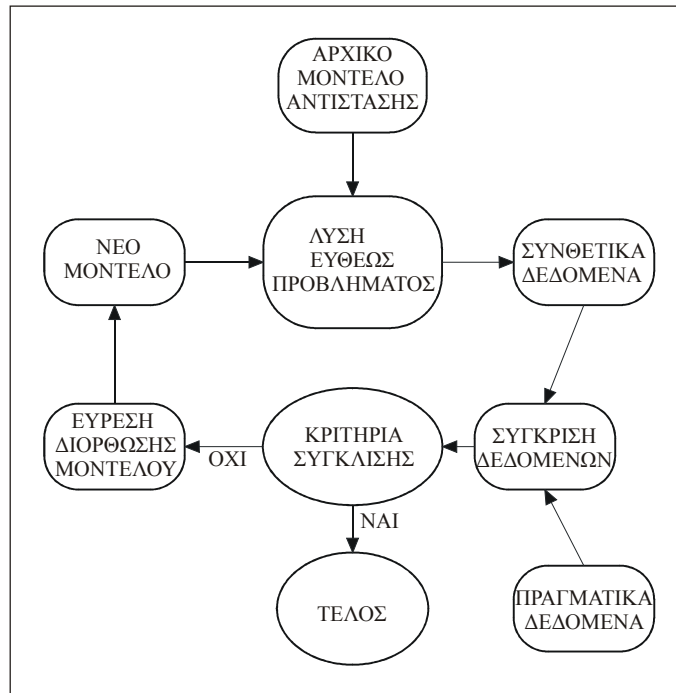 ΑΡΧΙΚΟ
ΜΟΝΤΕΛΟ
ΑΝΤΙΣΤΑΣΗΣ
ΛΥΣΗ
ΕΥΘΕΩΣ
ΠΡΟΒΛΗΜΑΤΟΣ
ΝΕΟ
ΜΟΝΤΕΛΟ
ΣΥΝΘΕΤΙΚΑ
ΔΕΔΟΜΕΝΑ
ΕΥΡΕΣΗ
ΔΙΟΡΘΩΣΗΣ
ΜΟΝΤΕΛΟΥ
ΟΧΙ
ΚΡΙΤΗΡΙΑ
ΣΥΓΚΛΙΣΗΣ
ΣΥΓΚΡΙΣΗ
ΔΕΔΟΜΕΝΩΝ
ΝΑΙ
ΤΕΛΟΣ
ΠΡΑΓΜΑΤΙΚΑ
ΔΕΔΟΜΕΝΑ